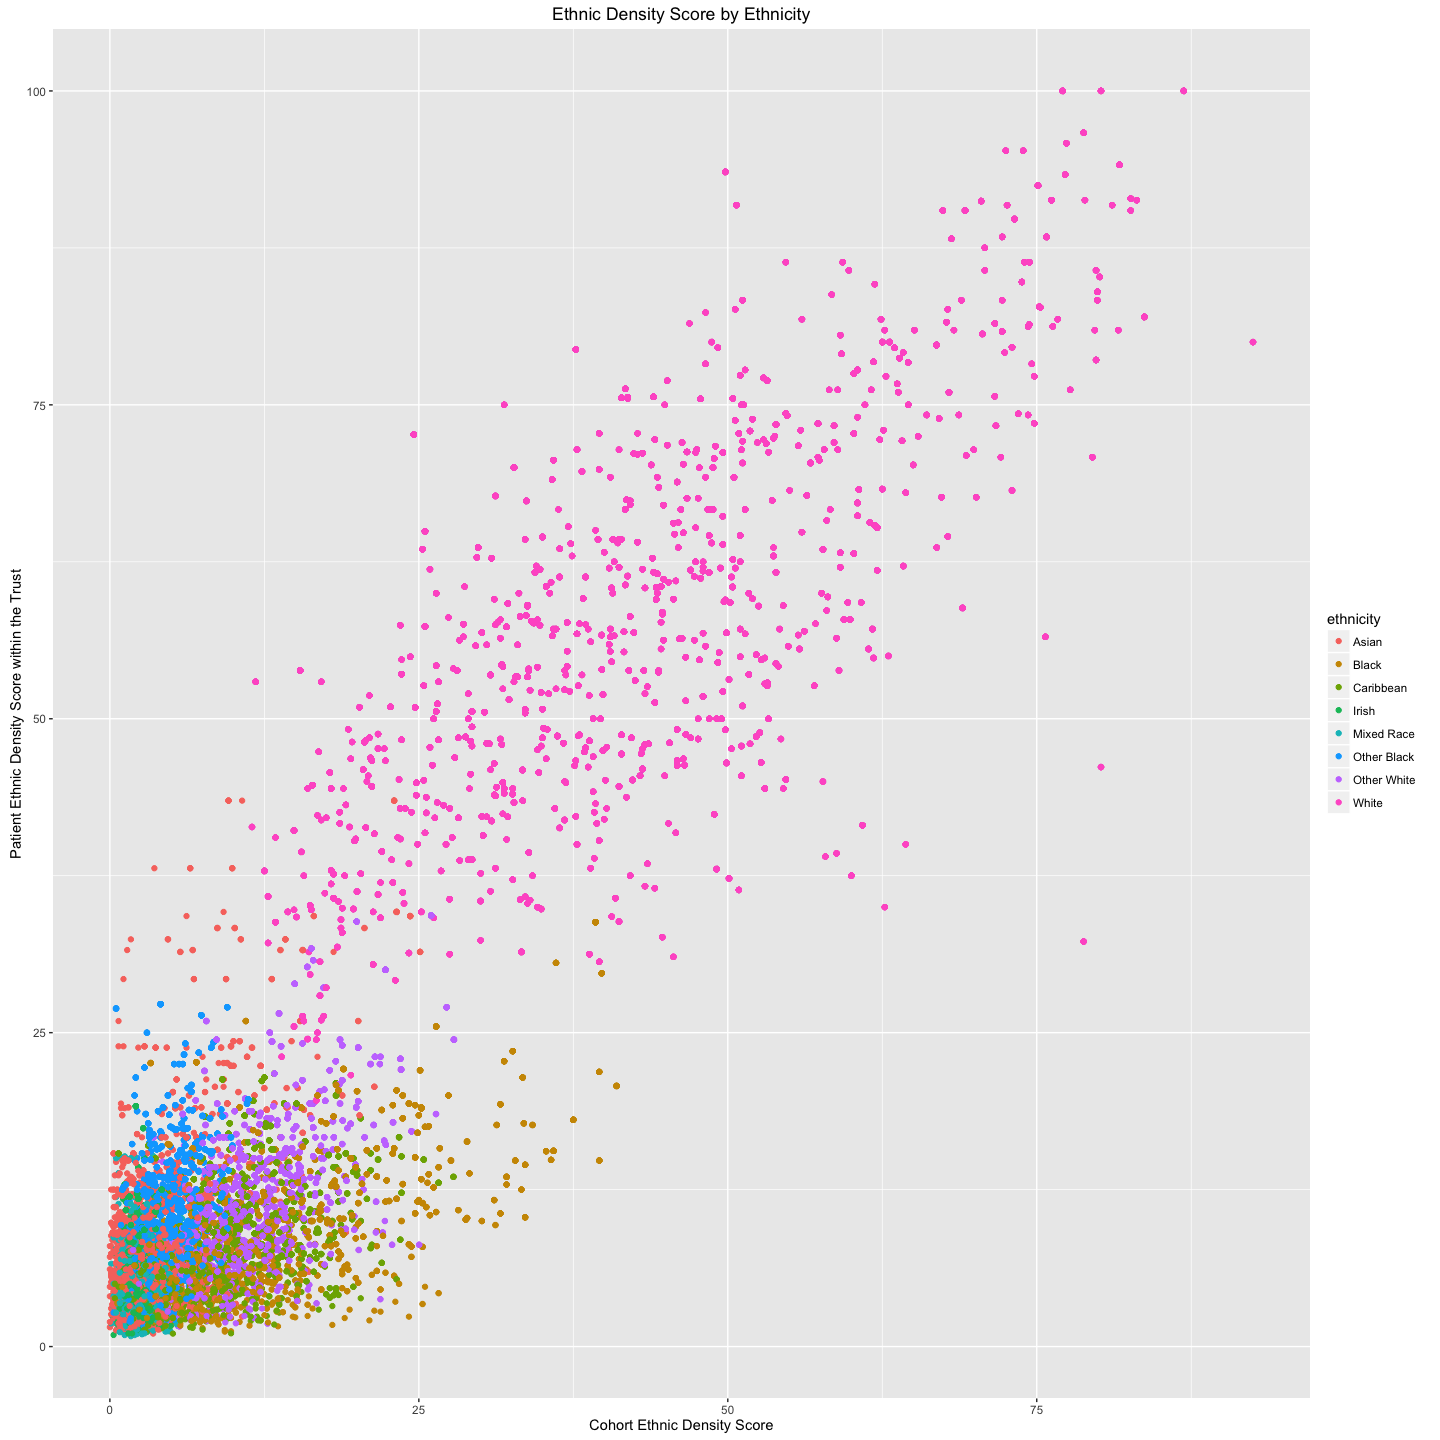 Ethnic Density Score by Ethnicity
Patient Ethnic Density Score within the Trust
100
75
50
25
0
0
25
50
75
Cohort Ethnic Density Score
ethnicity
Asian
Black
Caribbean
Irish
Mixed Race
Other Black
Other White
White